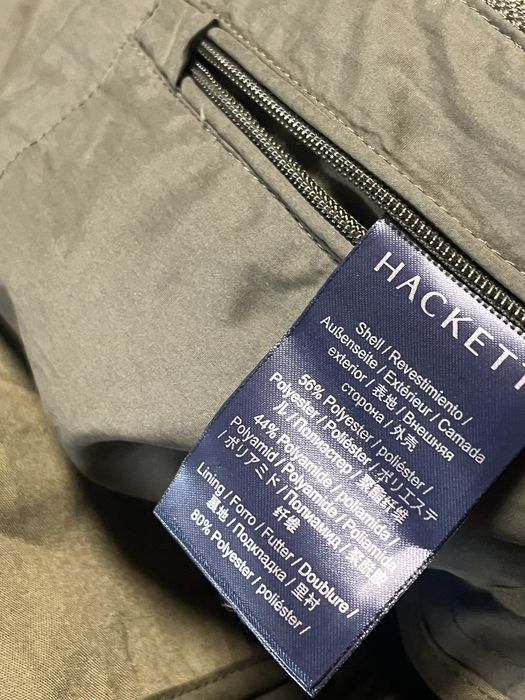 HACKETT
Shell / Revestimiento /
Außenseite / Extérieur / Camada
exterior / 表地 / Внешняя
сторона / 外壳
56% Polyester / poliéster /
Polyester / Poliéster / ポリエステ
ル / Полиэстер / 聚酯纤维
44% Polyamide / poliamida /
Polyamid / Poliamida / Poliamide
/ ポリアミド / Полиамид / 聚酰胺
纤维
Lining / Forro / Futter / Doublure /
裏地 / Подкладка / 里衬
80% Polyester / poliéster /